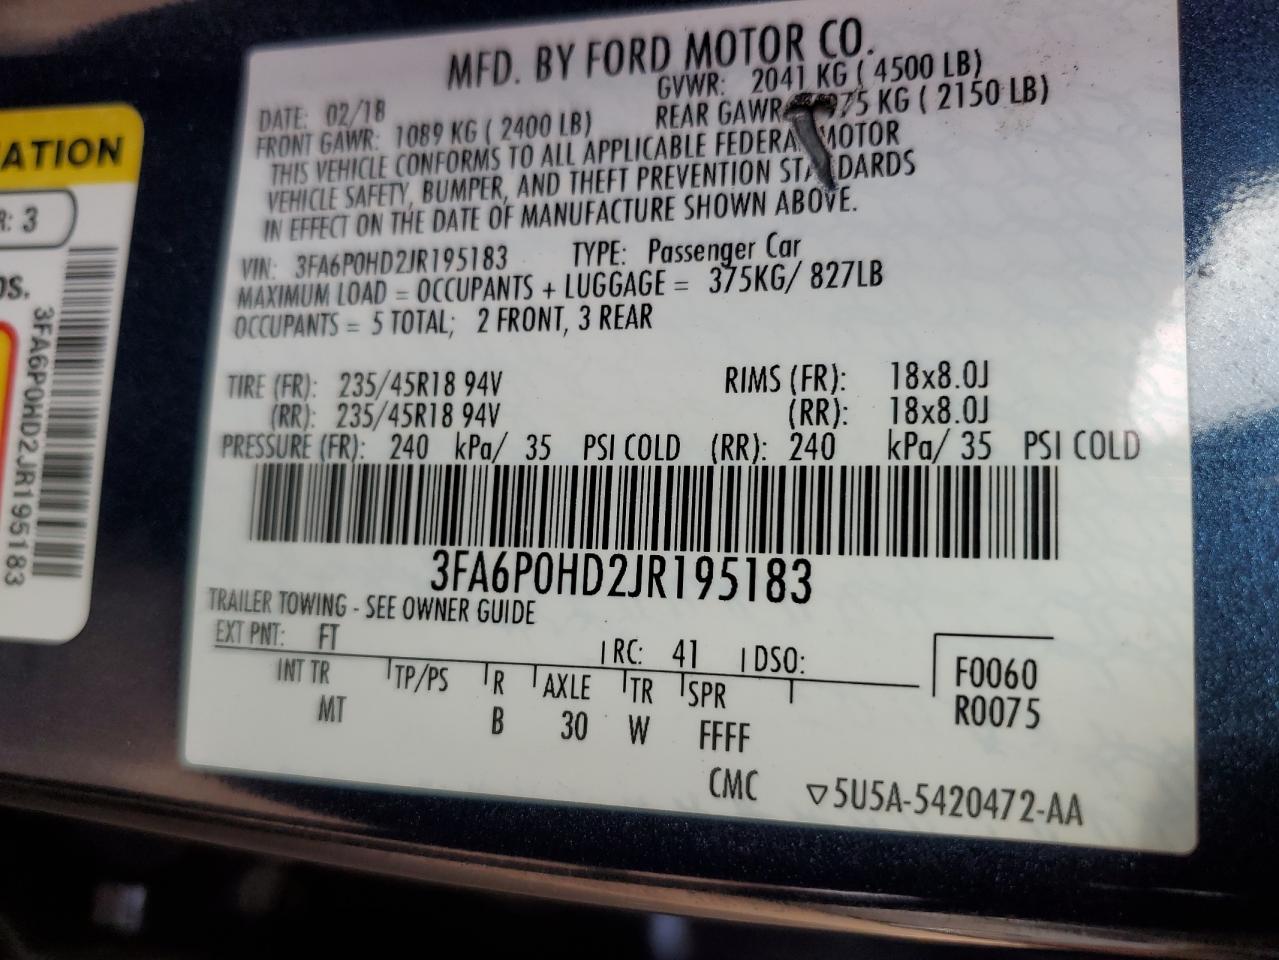 MFD. BY FORD MOTOR CO.
DATE: 02/18 GVWR: 2041 KG ( 4500 LB)
FRONT GAWR: 1089 KG ( 2400 LB) REAR GAWR 75 KG ( 2150 LB)
THIS VEHICLE CONFORMS TO ALL APPLICABLE FEDERAL MOTOR
VEHICLE SAFETY, BUMPER, AND THEFT PREVENTION STANDARDS
IN EFFECT ON THE DATE OF MANUFACTURE SHOWN ABOVE.
VIN: 3FA6P0HD2JR195183 TYPE: Passenger Car
MAXIMUM LOAD = OCCUPANTS + LUGGAGE = 375KG/ 827LB
OCCUPANTS = 5 TOTAL; 2 FRONT, 3 REAR
TIRE (FR): 235/45R18 94V RIMS (FR): 18x8.0J
(RR): 235/45R18 94V (RR): 18x8.0J
PRESSURE (FR): 240 kPa/ 35 PSI COLD (RR): 240 kPa/ 35 PSI COLD
3FA6P0HD2JR195183
TRAILER TOWING - SEE OWNER GUIDE
EXT PNT: FT RC: 41 DSO:
INT TR TP/PS R AXLE TR SPR
MT B 30 W FFFF
F0060
R0075
CMC ▽5U5A-5420472-AA
ATION
R: 3
OS.
3FA6P0HD2JR195183